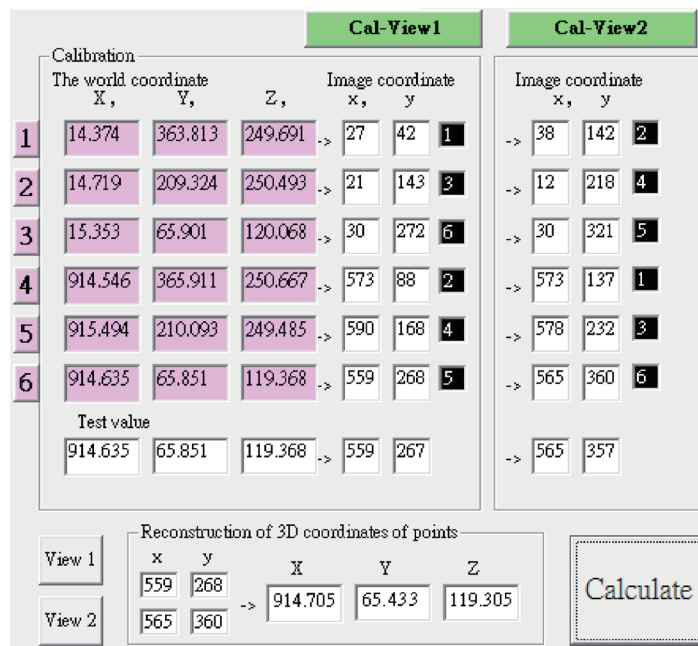 Cal-View1 Cal-View2
Calibration
The world coordinate Image coordinate Image coordinate
X, Y, Z, x, y x, y
1 14.374 363.813 249.691 -> 27 42 1 -> 38 142 2
2 14.719 209.324 250.493 -> 21 143 3 -> 12 218 4
3 15.353 65.901 120.068 -> 30 272 6 -> 30 321 5
4 914.546 365.911 250.667 -> 573 88 2 -> 573 137 1
5 915.494 210.093 249.485 -> 590 168 4 -> 578 232 3
6 914.635 65.851 119.368 -> 559 268 5 -> 565 360 6
Test value
914.635 65.851 119.368 -> 559 267 -> 565 357
Reconstruction of 3D coordinates of points
View 1 x y X Y Z
559 268 -> 914.705 65.433 119.305 Calculate
View 2 565 360